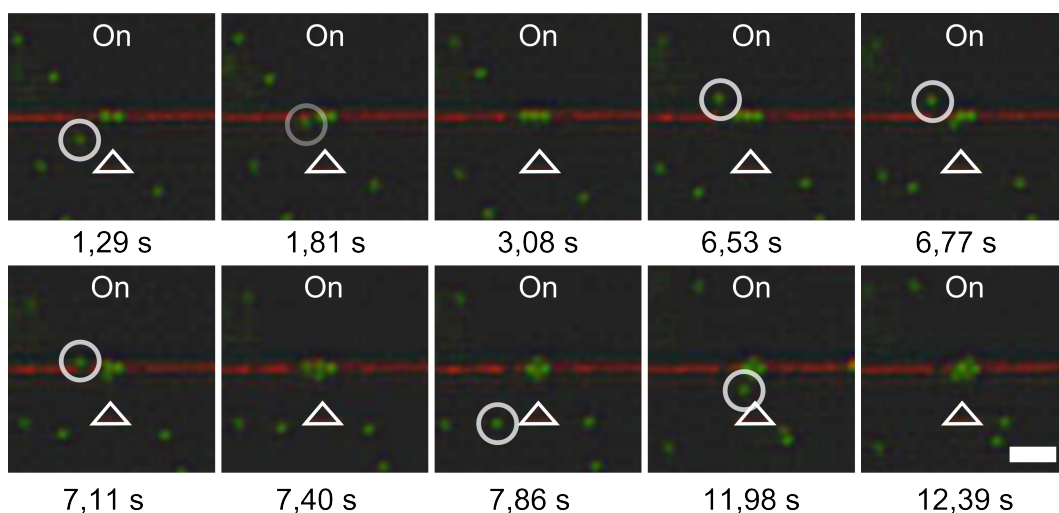 On On On On On
1,29 s 1,81 s 3,08 s 6,53 s 6,77 s
On On On On On
7,11 s 7,40 s 7,86 s 11,98 s 12,39 s